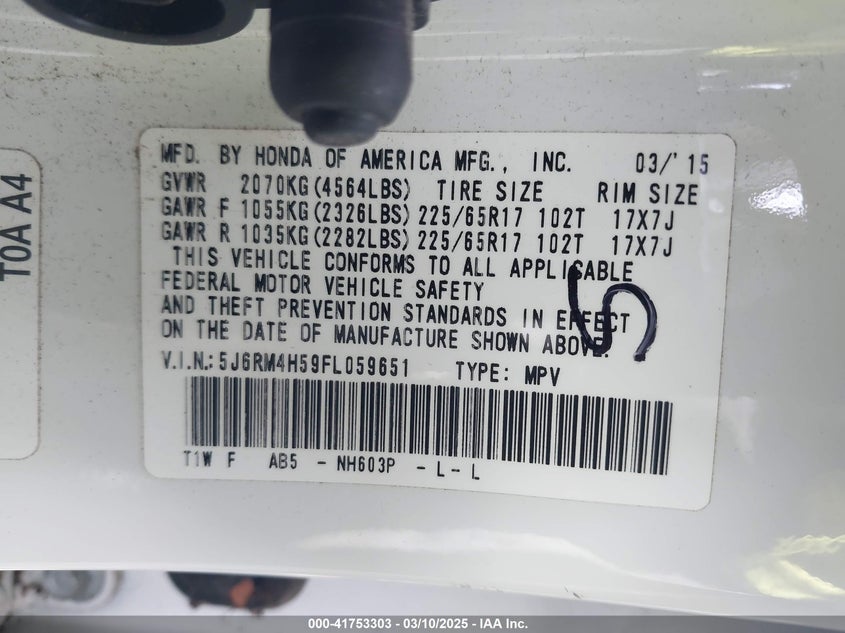 MFD. BY HONDA OF AMERICA MFG., INC. 03/'15
GVWR 2070KG(4564LBS) TIRE SIZE RIM SIZE
GAWR F 1055KG(2326LBS) 225/65R17 102T 17X7J
GAWR R 1035KG(2282LBS) 225/65R17 102T 17X7J
THIS VEHICLE CONFORMS TO ALL APPLICABLE
FEDERAL MOTOR VEHICLE SAFETY
AND THEFT PREVENTION STANDARDS IN EFFECT
ON THE DATE OF MANUFACTURE SHOWN ABOVE.
V.I.N.: 5J6RM4H59FL059651 TYPE: MPV
T1W F AB5 - NH603P - L - L
T0A A4
S
000-41753303 - 03/10/2025 - IAA Inc.